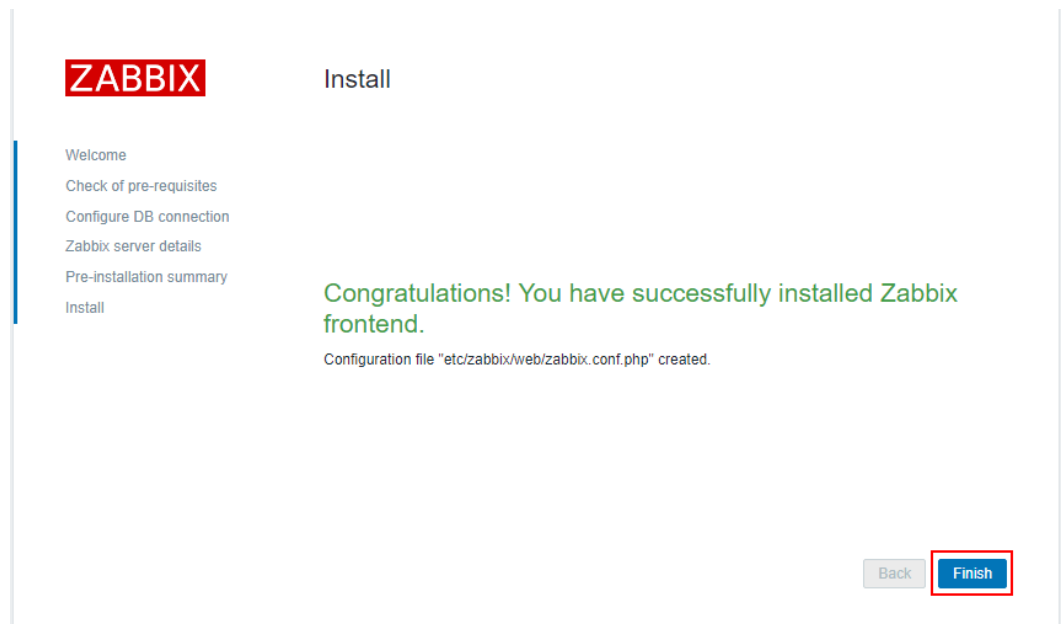 ZABBIX
Install
Welcome
Check of pre-requisites
Configure DB connection
Zabbix server details
Pre-installation summary
Install
Congratulations! You have successfully installed Zabbix
frontend.
Configuration file "etc/zabbix/web/zabbix.conf.php" created.
Back
Finish